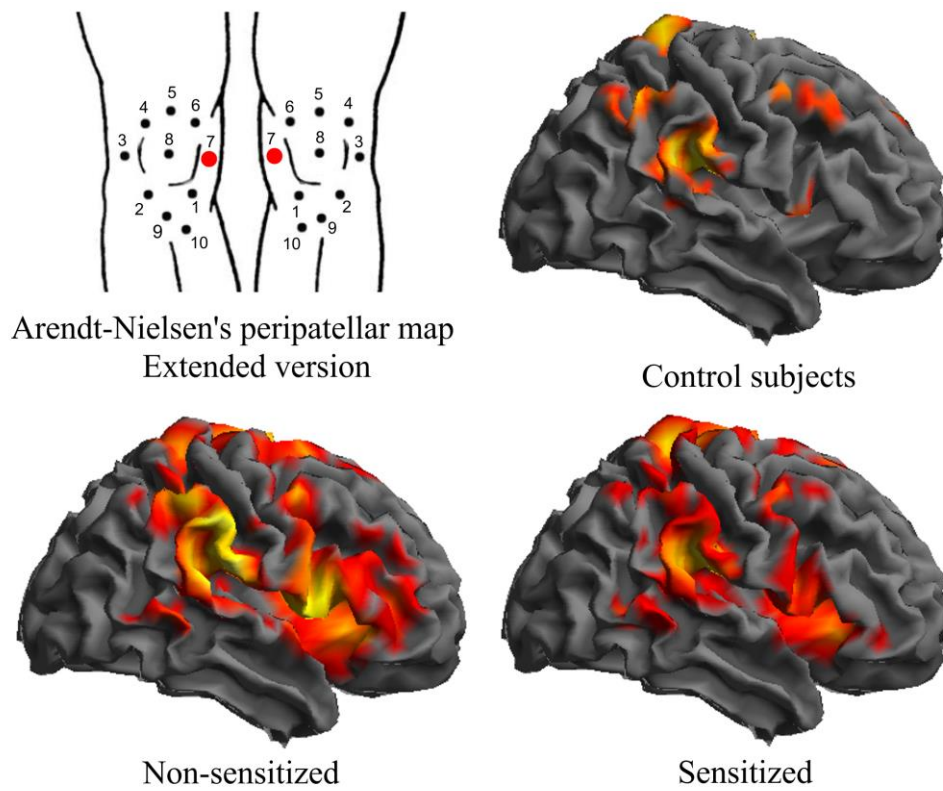 5 5
4 6 6 4
3 8 7 7 8 3
2 1 1 2
9 10 10 9
Arendt-Nielsen's peripatellar map
Extended version
Control subjects
Non-sensitized
Sensitized